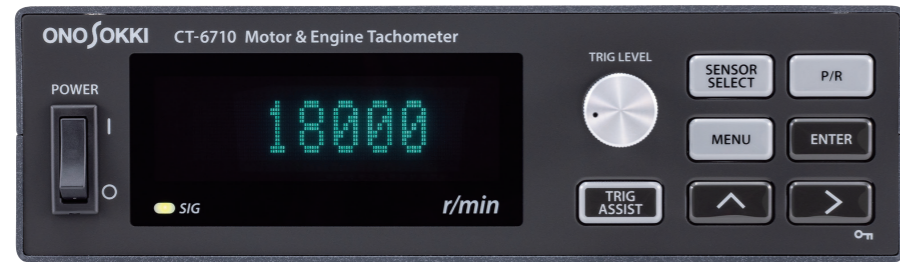 ONO SOKKI CT-6710 Motor & Engine Tachometer
POWER
I
O
18000
SIG
r/min
TRIG LEVEL
SENSOR
SELECT
P/R
MENU
ENTER
TRIG
ASSIST